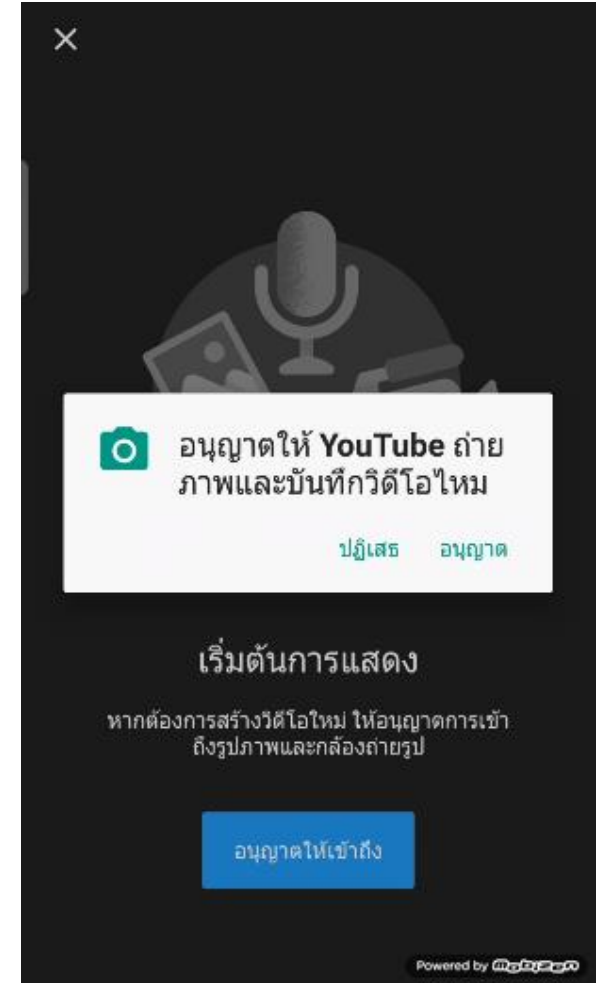 อนุญาตให้ YouTube ถ่าย
ภาพและบันทึกวิดีโอไหม
ปฏิเสธ อนุญาต
เริ่มต้นการแสดง
หากต้องการสร้างวิดีโอใหม่ ให้อนุญาตการเข้า
ถึงรูปภาพและกล้องถ่ายรูป
อนุญาตให้เข้าถึง
Powered by